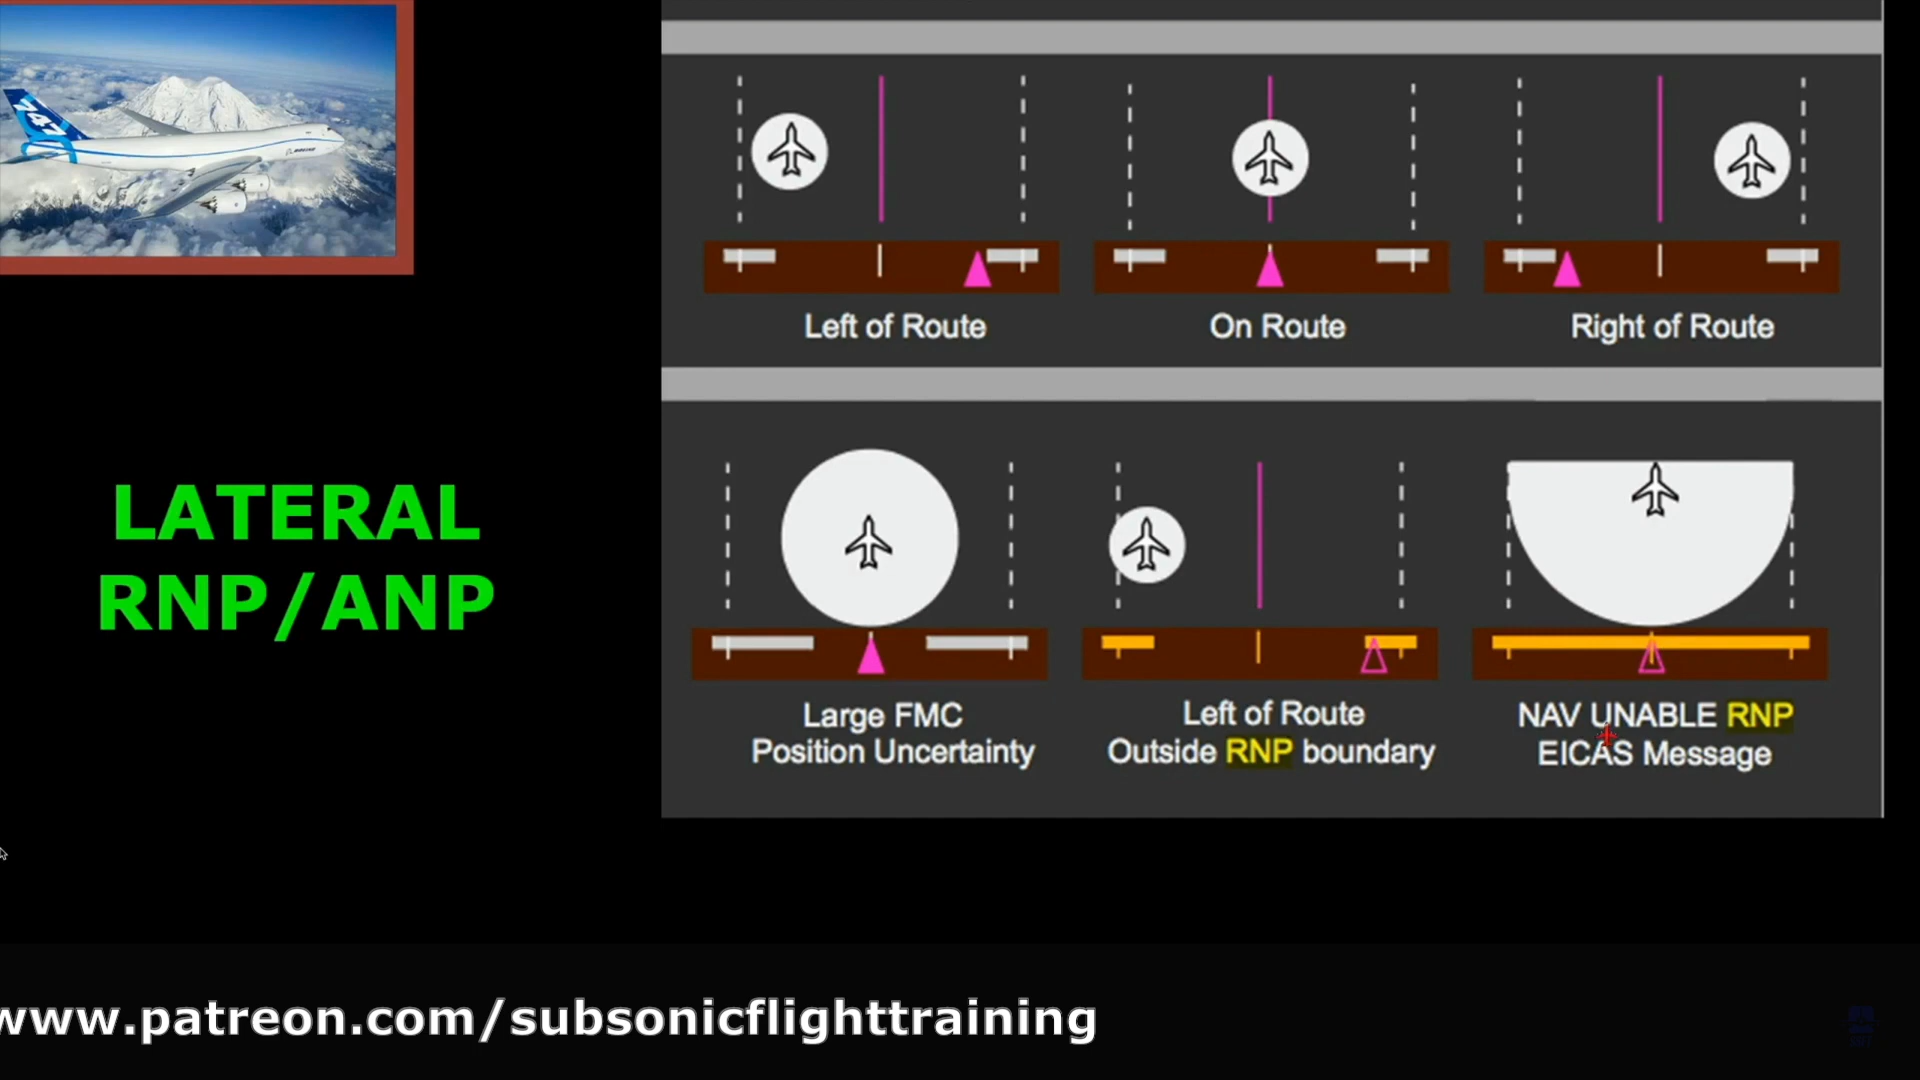 747
Left of Route
On Route
Right of Route
LATERAL
RNP/ANP
Large FMC
Position Uncertainty
Left of Route
Outside RNP boundary
NAV UNABLE RNP
EICAS Message
www.patreon.com/subsonicflighttraining